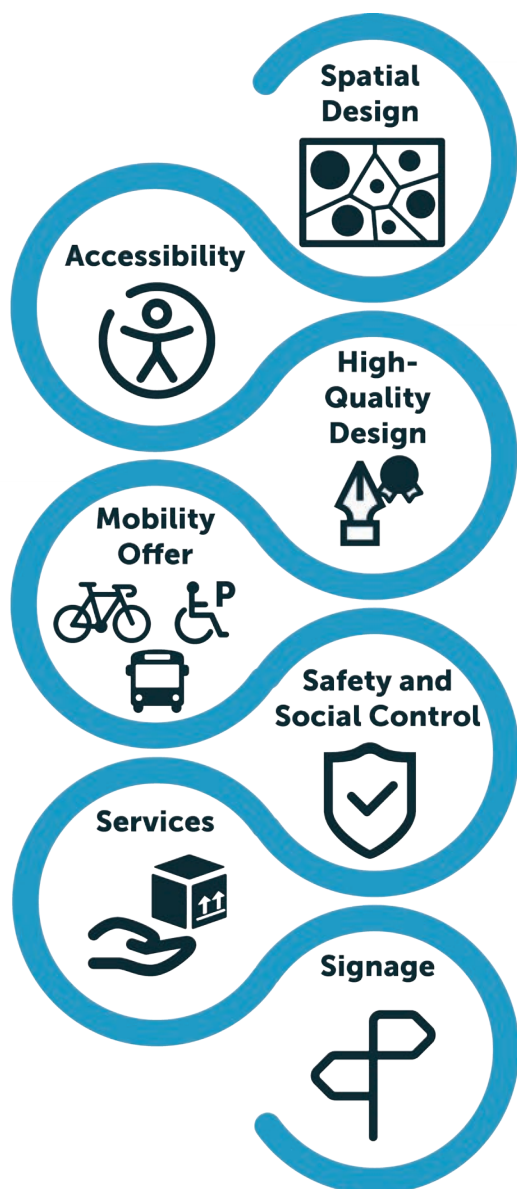 Spatial
Design
Accessibility
High-
Quality
Design
Mobility
Offer
P
Safety and
Social Control
Services
Signage